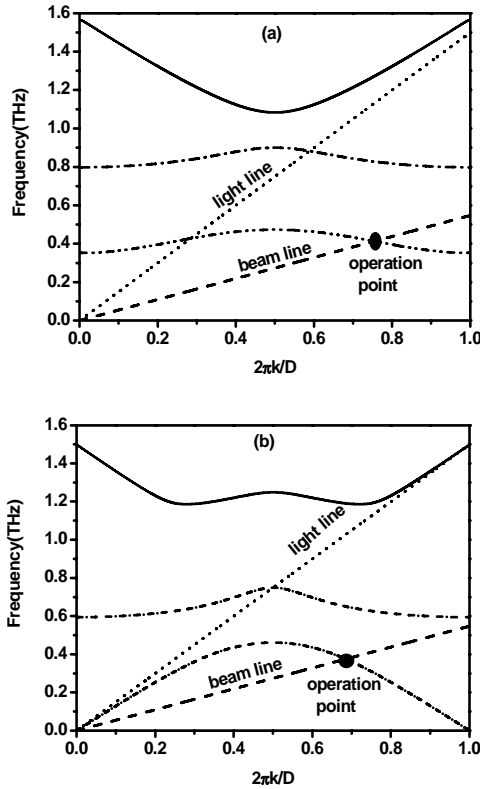 (a)
1.6
1.4
1.2
1.0
0.8
0.6
0.4
0.2
0.0
Frequency(THz)
light line
beam line
operation
point
0.0 0.2 0.4 0.6 0.8 1.0
2πk/D
(b)
1.6
1.4
1.2
1.0
0.8
0.6
0.4
0.2
0.0
Frequency(THz)
light line
beam line
operation
point
0.0 0.2 0.4 0.6 0.8 1.0
2πk/D